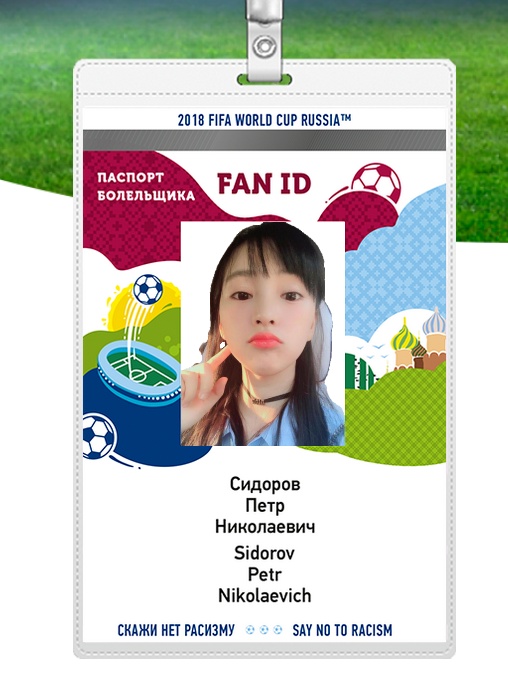 2018 FIFA WORLD CUP RUSSIA™
ПАСПОРТ
БОЛЕЛЬЩИКА
FAN ID
Сидоров
Петр
Николаевич
Sidorov
Petr
Nikolaevich
СКАЖИ НЕТ РАСИЗМУ SAY NO TO RACISM